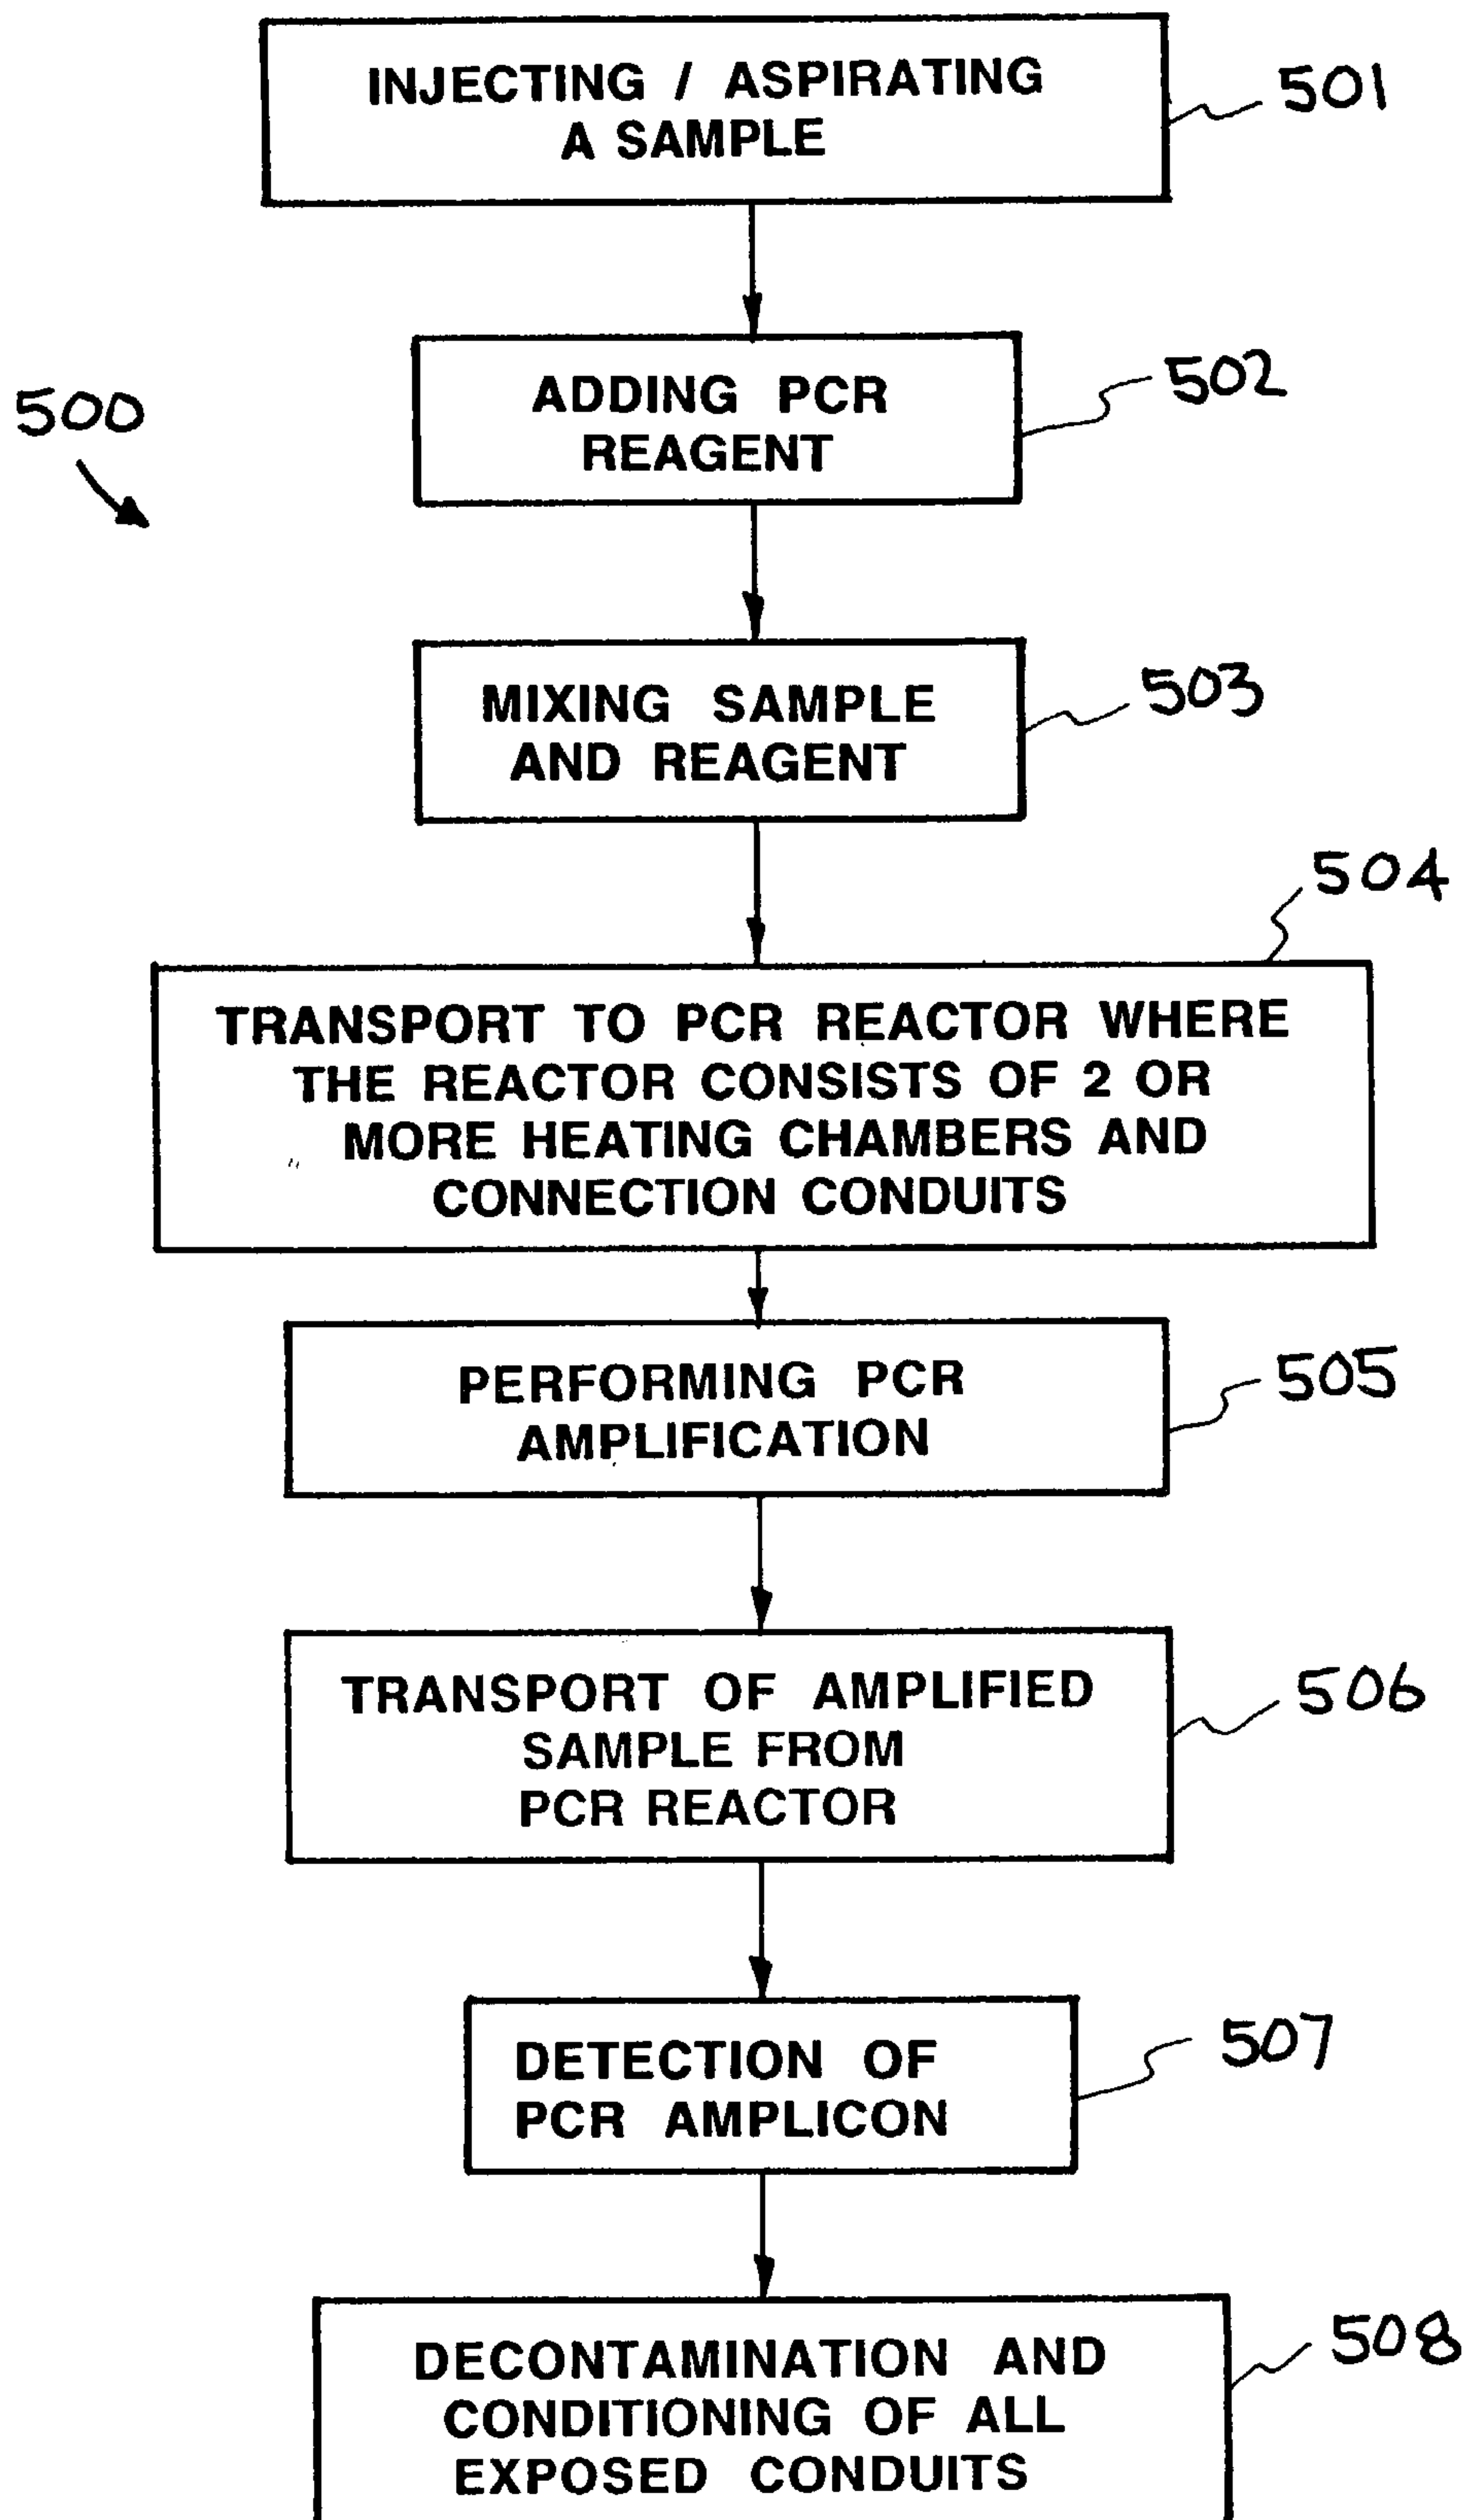 INJECTING / ASPIRATING
A SAMPLE
501
500
ADDING PCR
REAGENT
502
MIXING SAMPLE
AND REAGENT
503
504
TRANSPORT TO PCR REACTOR WHERE
THE REACTOR CONSISTS OF 2 OR
MORE HEATING CHAMBERS AND
CONNECTION CONDUITS
PERFORMING PCR
AMPLIFICATION
505
TRANSPORT OF AMPLIFIED
SAMPLE FROM
PCR REACTOR
506
DETECTION OF
PCR AMPLICON
507
DECONTAMINATION AND
CONDITIONING OF ALL
EXPOSED CONDUITS
508